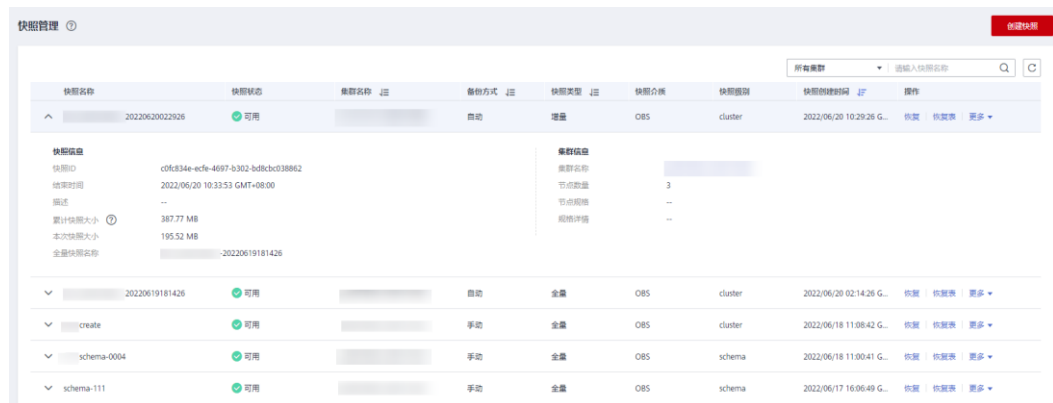 快照管理
创建快照
所有集群 请输入快照名称
快照名称 快照状态 集群名称 备份方式 快照类型 快照介质 快照级别 快照创建时间 操作
20220620022926 可用 自动 增量 OBS cluster 2022/06/20 10:29:26 G... 恢复 恢复表 更多
快照信息 集群信息
快照ID c0fc834e-ecfe-4697-b302-bd8cbc038862 集群名称
结束时间 2022/06/20 10:33:53 GMT+08:00 节点数量 3
描述 -- 节点规格 --
累计快照大小 387.77 MB 规格详情 --
本次快照大小 195.52 MB
全量快照名称 -20220619181426
20220619181426 可用 自动 全量 OBS cluster 2022/06/20 02:14:26 G... 恢复 恢复表 更多
create 可用 手动 全量 OBS cluster 2022/06/18 11:08:42 G... 恢复 恢复表 更多
schema-0004 可用 手动 全量 OBS schema 2022/06/18 11:00:41 G... 恢复 恢复表 更多
schema-111 可用 手动 全量 OBS schema 2022/06/17 16:06:49 G... 恢复 恢复表 更多